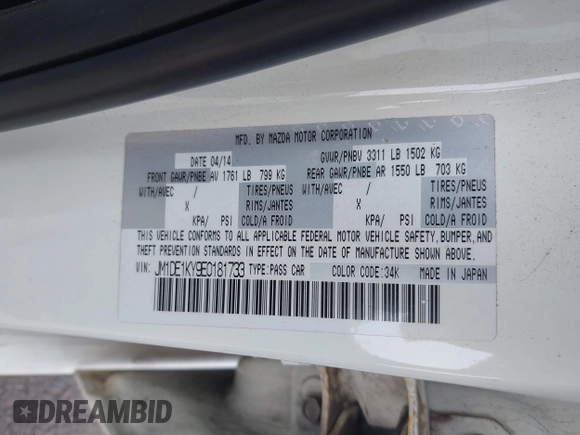 MFD. BY MAZDA MOTOR CORPORATION
DATE 04/14 GVWR/PNBV 3311 LB 1502 KG
FRONT GAWR/PNBE AV 1761 LB 799 KG REAR GAWR/PNBE AR 1550 LB 703 KG
WITH/AVEC / TIRES/PNEUS WITH/AVEC / TIRES/PNEUS
X RIMS/JANTES X RIMS/JANTES
KPA/ PSI COLD/A FROID KPA/ PSI COLD/A FROID
THIS VEHICLE CONFORMS TO ALL APPLICABLE FEDERAL MOTOR VEHICLE SAFETY, BUMPER, AND
THEFT PREVENTION STANDARDS IN EFFECT ON THE DATE OF MANUFACTURE SHOWN ABOVE.
VIN: JM1DE1KY9E0181733 TYPE: PASS CAR COLOR CODE: 34K MADE IN JAPAN
DREAMBID